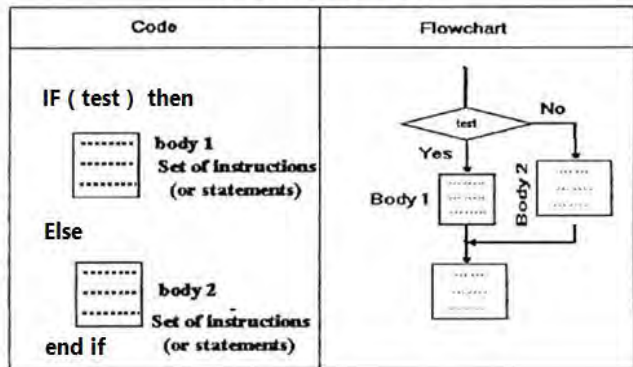 Code
Flowchart
IF ( test ) then
body 1
Set of instructions
(or statements)
Else
body 2
Set of instructions
(or statements)
end if
test
No
Yes
Body 1
Body 2